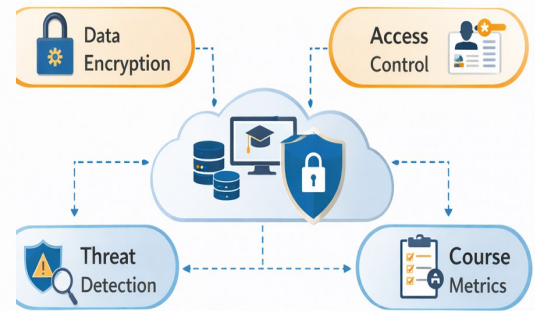 Data
Encryption
Access
Control
Threat
Detection
Course
Metrics